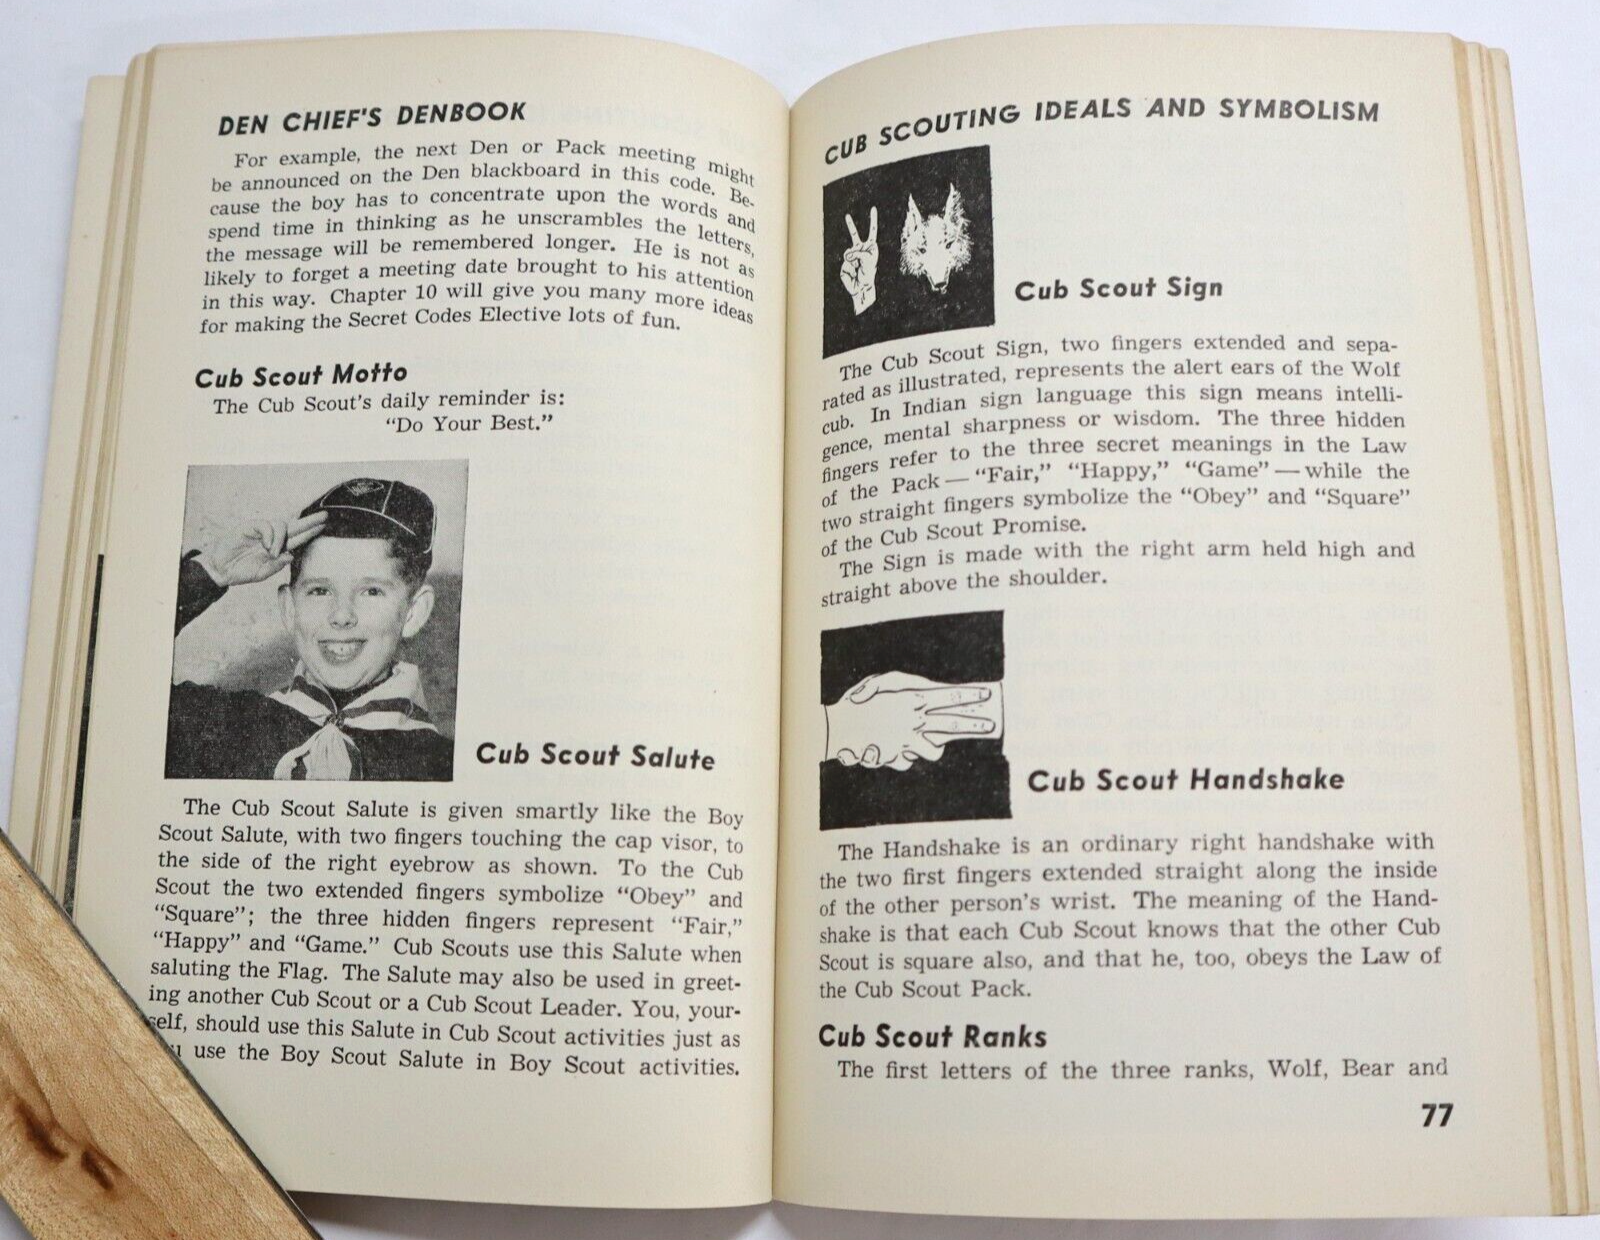 DEN CHIEF'S DENBOOK
For example, the next Den or Pack meeting might
be announced on the Den blackboard in this code. Be-
cause the boy has to concentrate upon the words and
spend time in thinking as he unscrambles the letters,
the message will be remembered longer. He is not as
likely to forget a meeting date brought to his attention
in this way. Chapter 10 will give you many more ideas
for making the Secret Codes Elective lots of fun.
Cub Scout Motto
The Cub Scout's daily reminder is:
"Do Your Best."
Cub Scout Salute
The Cub Scout Salute is given smartly like the Boy
Scout Salute, with two fingers touching the cap visor, to
the side of the right eyebrow as shown. To the Cub
Scout the two extended fingers symbolize "Obey" and
"Square"; the three hidden fingers represent "Fair,"
"Happy" and "Game." Cub Scouts use this Salute when
saluting the Flag. The Salute may also be used in greet-
ing another Cub Scout or a Cub Scout Leader. You, your-
self, should use this Salute in Cub Scout activities just as
use the Boy Scout Salute in Boy Scout activities.
CUB SCOUTING IDEALS AND SYMBOLISM
Cub Scout Sign
The Cub Scout Sign, two fingers extended and sepa-
rated as illustrated, represents the alert ears of the Wolf
cub. In Indian sign language this sign means intelli-
gence, mental sharpness or wisdom. The three hidden
fingers refer to the three secret meanings in the Law
of the Pack — "Fair," "Happy," "Game" — while the
two straight fingers symbolize the "Obey" and "Square"
of the Cub Scout Promise.
The Sign is made with the right arm held high and
straight above the shoulder.
Cub Scout Handshake
The Handshake is an ordinary right handshake with
the two first fingers extended straight along the inside
of the other person's wrist. The meaning of the Hand-
shake is that each Cub Scout knows that the other Cub
Scout is square also, and that he, too, obeys the Law of
the Cub Scout Pack.
Cub Scout Ranks
The first letters of the three ranks, Wolf, Bear and
77